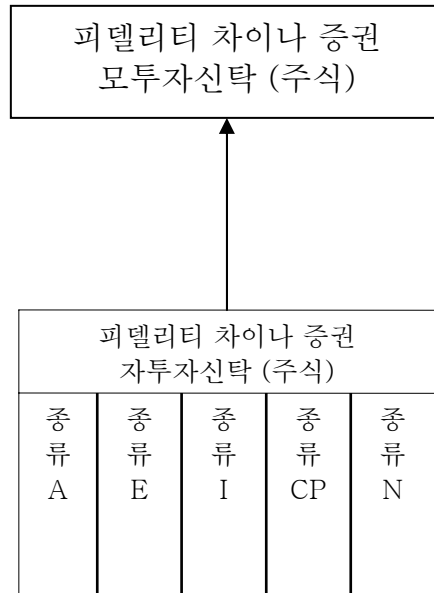 피델리티 차이나 증권
모투자신탁 (주식)
피델리티 차이나 증권
자투자신탁 (주식)
종 종 종 종 종
류 류 류 류 류
A E I CP N